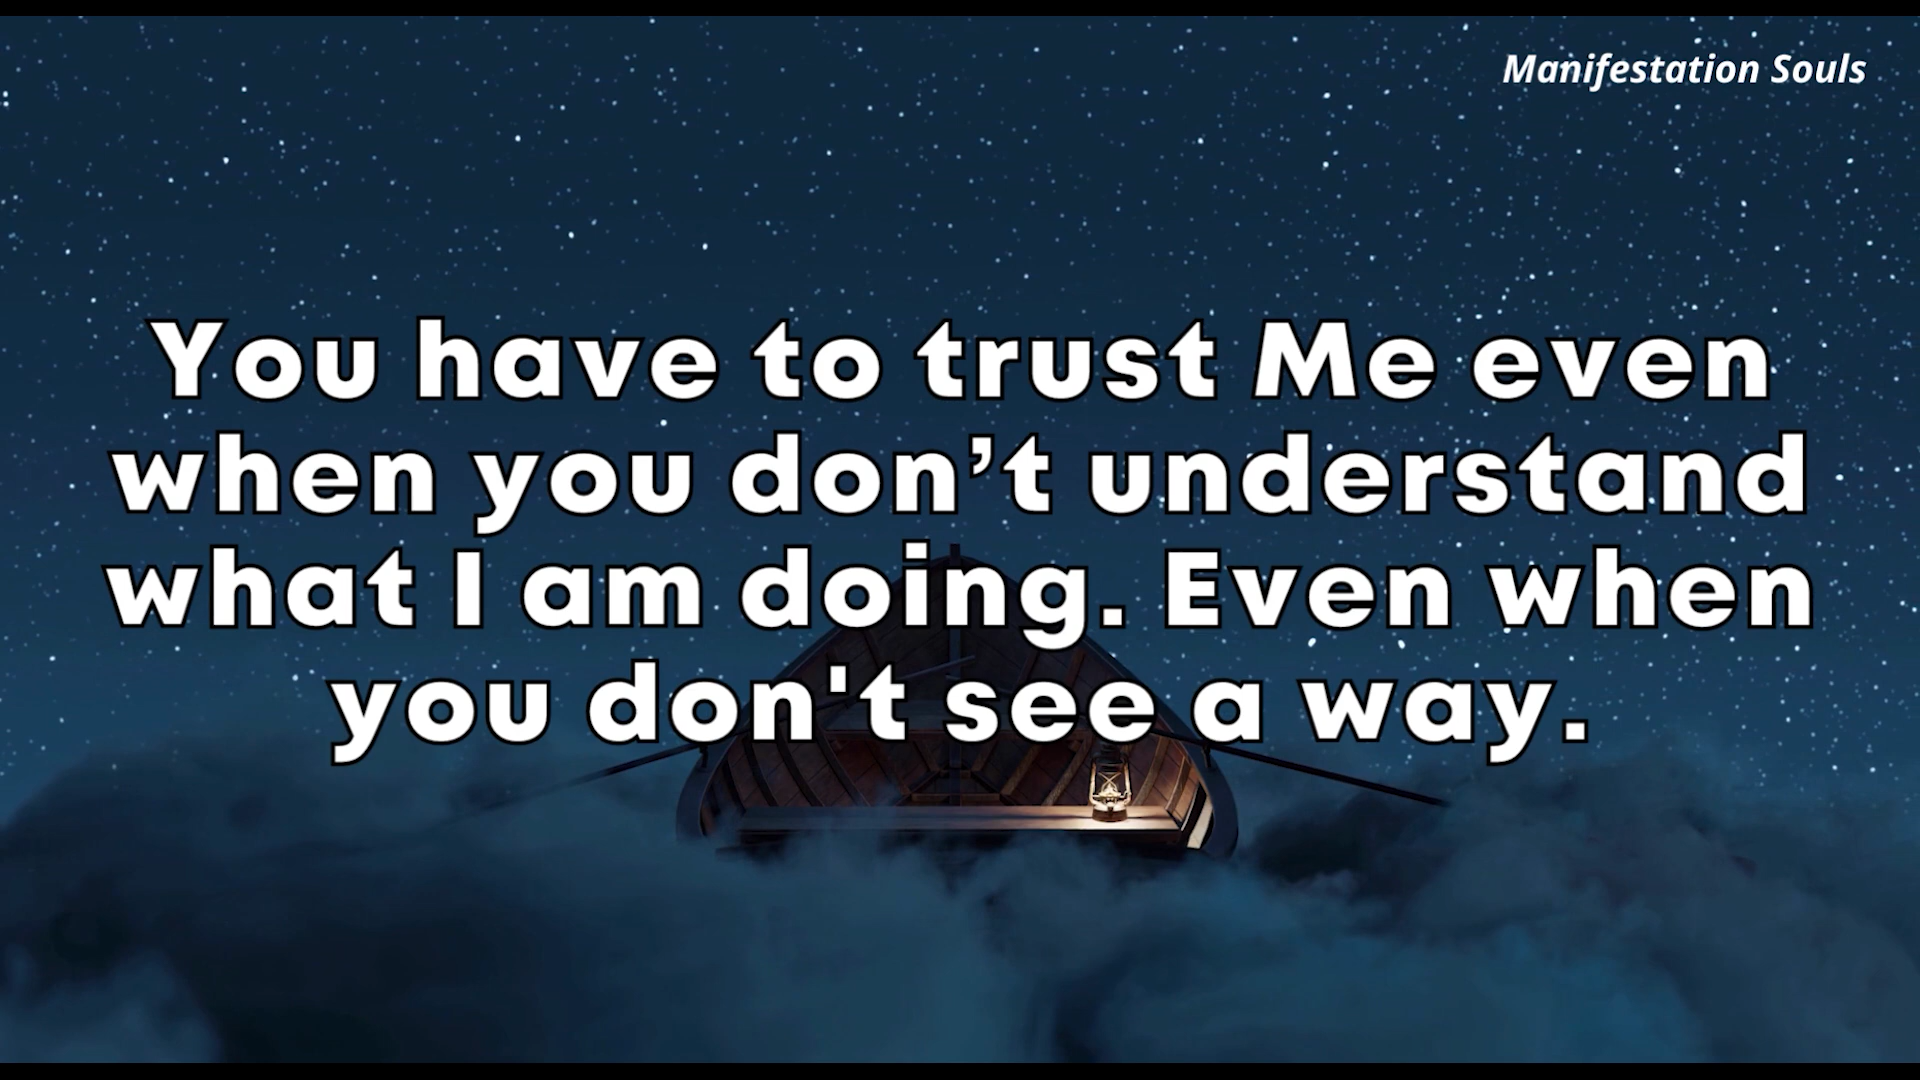 Manifestation Souls
You have to trust Me even
when you don’t understand
what I am doing. Even when
you don't see a way.